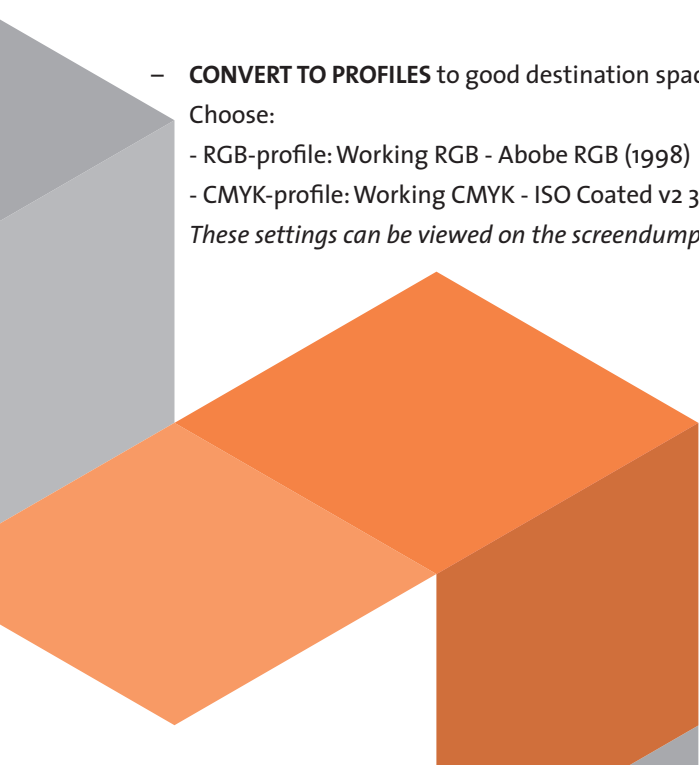 – CONVERT TO PROFILES to good destination spac
Choose:
- RGB-profile: Working RGB - Abobe RGB (1998)
- CMYK-profile: Working CMYK - ISO Coated v2 3
These settings can be viewed on the screendump